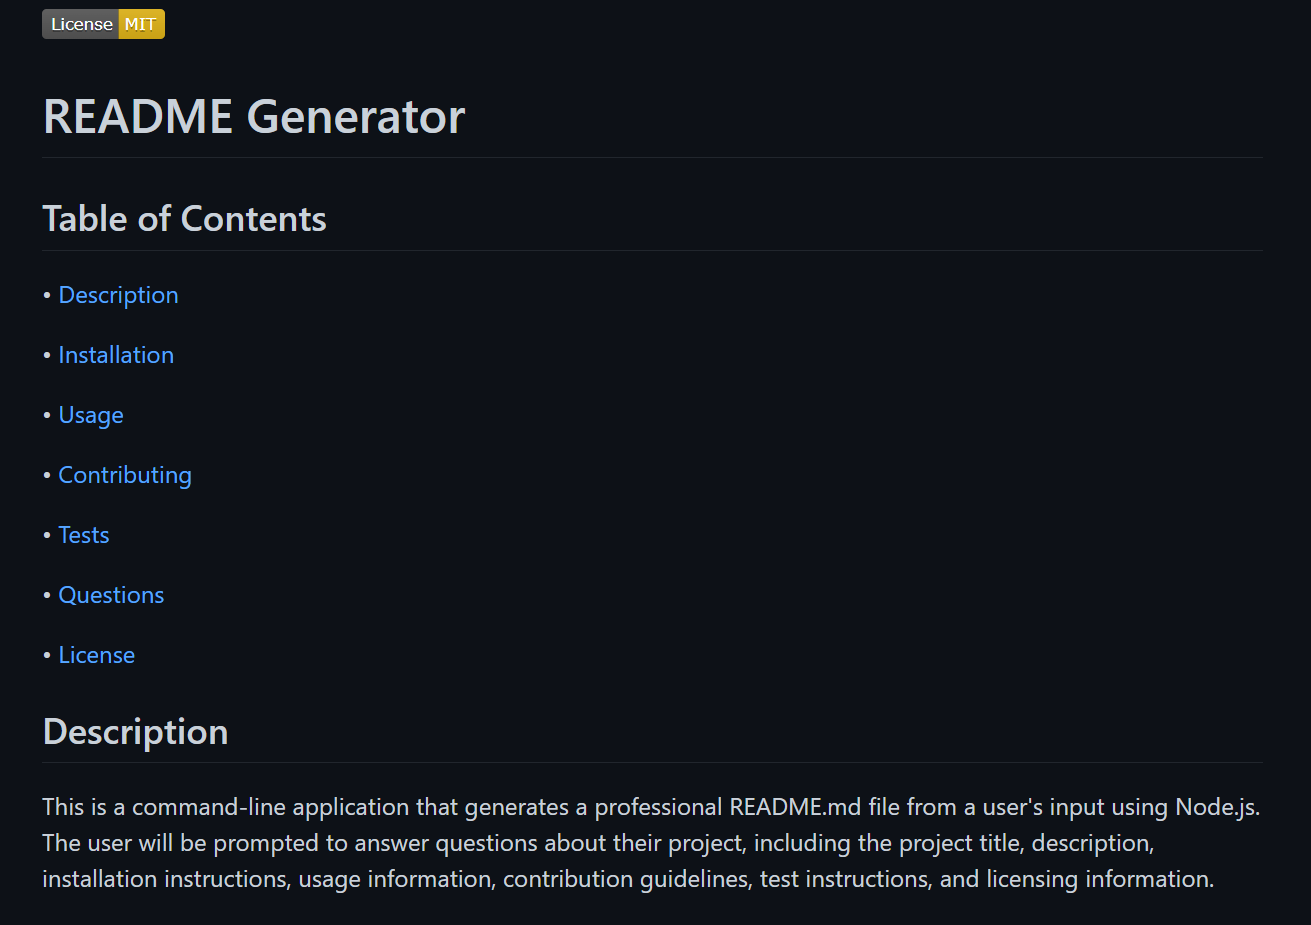 License MIT
README Generator
Table of Contents
• Description
• Installation
• Usage
• Contributing
• Tests
• Questions
• License
Description
This is a command-line application that generates a professional README.md file from a user's input using Node.js.
The user will be prompted to answer questions about their project, including the project title, description,
installation instructions, usage information, contribution guidelines, test instructions, and licensing information.